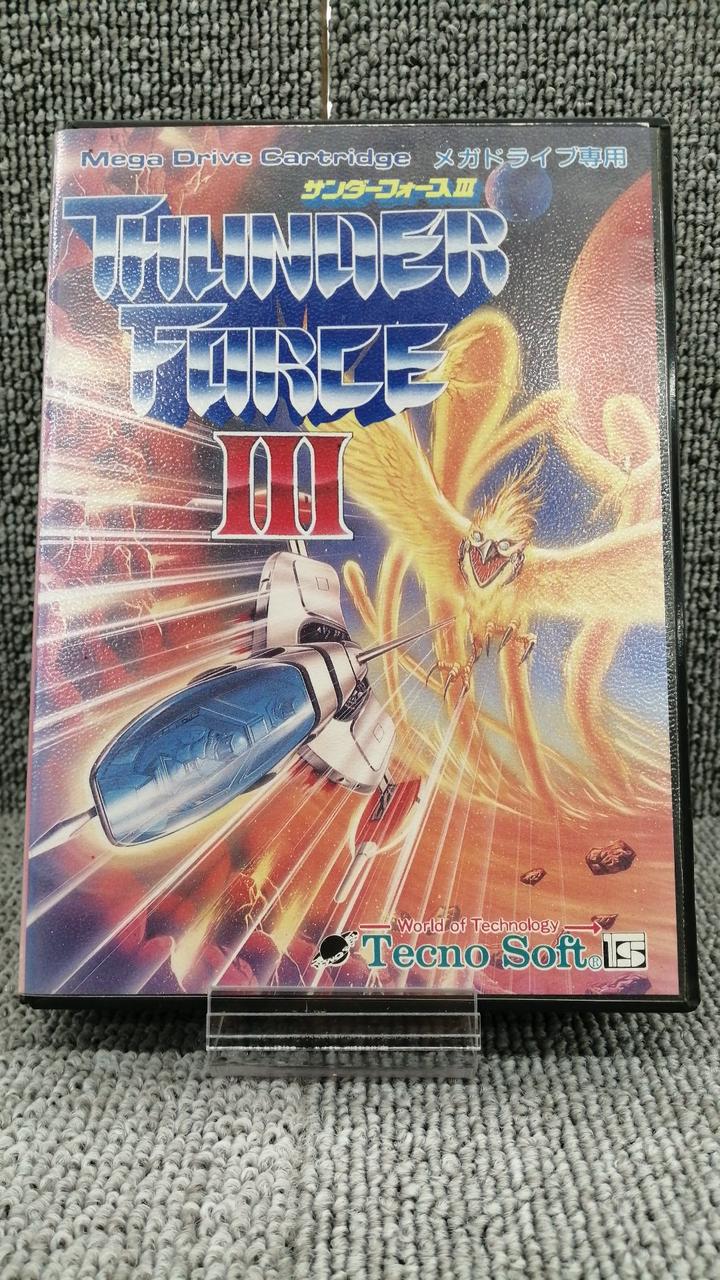 Mega Drive Cartridge メガドライブ専用
サンダーフォースIII
THUNDER
FORCE
III
World of Technology
Tecno Soft® TS